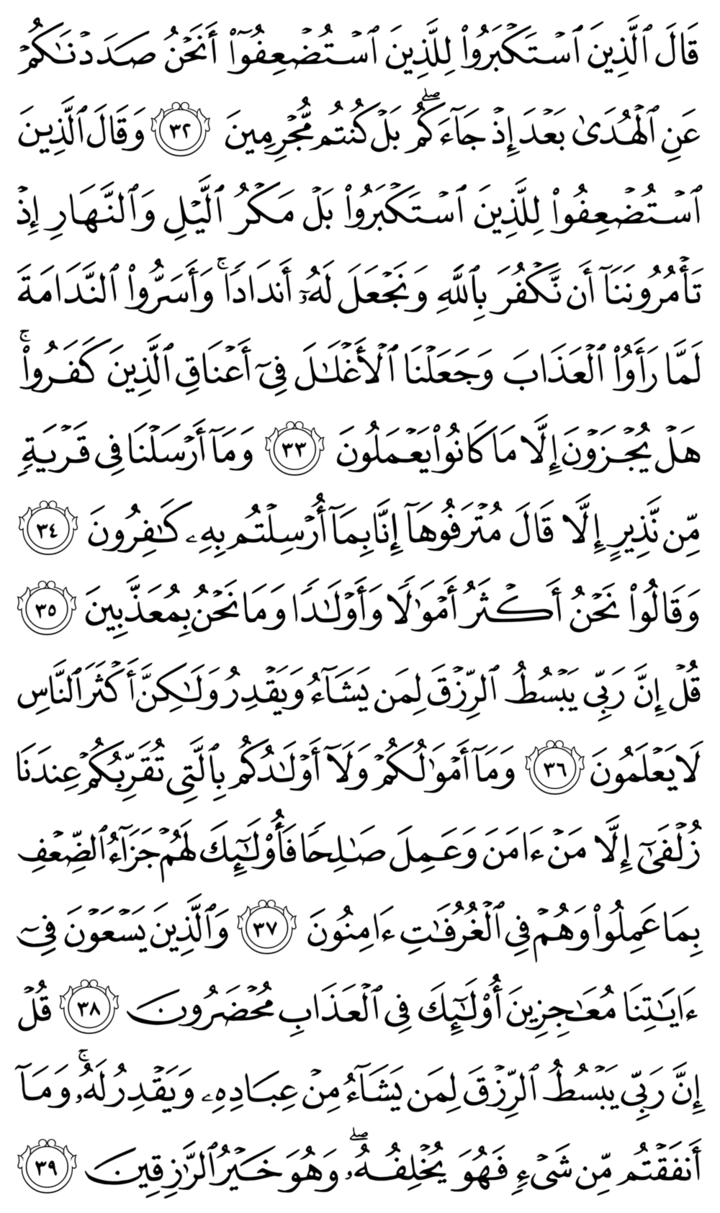 قَالَ ٱلَّذِينَ ٱسْتَكْبَرُوا۟ لِلَّذِينَ ٱسْتُضْعِفُوٓا۟ أَنَحْنُ صَدَدْنَـٰكُمْ
عَنِ ٱلْهُدَىٰ بَعْدَ إِذْ جَآءَكُم ۖ بَلْ كُنتُم مُّجْرِمِينَ ٣٢ وَقَالَ ٱلَّذِينَ
ٱسْتُضْعِفُوا۟ لِلَّذِينَ ٱسْتَكْبَرُوا۟ بَلْ مَكْرُ ٱلَّيْلِ وَٱلنَّهَارِ إِذْ
تَأْمُرُونَنَآ أَن نَّكْفُرَ بِٱللَّهِ وَنَجْعَلَ لَهُۥٓ أَندَادًا ۚ وَأَسَرُّوا۟ ٱلنَّدَامَةَ
لَمَّا رَأَوُا۟ ٱلْعَذَابَ وَجَعَلْنَا ٱلْأَغْلَـٰلَ فِىٓ أَعْنَاقِ ٱلَّذِينَ كَفَرُوا۟ ۚ
هَلْ يُجْزَوْنَ إِلَّا مَا كَانُوا۟ يَعْمَلُونَ ٣٣ وَمَآ أَرْسَلْنَا فِى قَرْيَةٍ
مِّن نَّذِيرٍ إِلَّا قَالَ مُتْرَفُوهَآ إِنَّا بِمَآ أُرْسِلْتُم بِهِۦ كَـٰفِرُونَ ٣٤
وَقَالُوا۟ نَحْنُ أَكْثَرُ أَمْوَٰلًا وَأَوْلَـٰدًا وَمَا نَحْنُ بِمُعَذَّبِينَ ٣٥
قُلْ إِنَّ رَبِّى يَبْسُطُ ٱلرِّزْقَ لِمَن يَشَآءُ وَيَقْدِرُ وَلَـٰكِنَّ أَكْثَرَ ٱلنَّاسِ
لَا يَعْلَمُونَ ٣٦ وَمَآ أَمْوَٰلُكُمْ وَلَآ أَوْلَـٰدُكُم بِٱلَّتِى تُقَرِّبُكُمْ عِندَنَا
زُلْفَىٰٓ إِلَّا مَنْ ءَامَنَ وَعَمِلَ صَـٰلِحًا فَأُو۟لَـٰٓئِكَ لَهُمْ جَزَآءُ ٱلضِّعْفِ
بِمَا عَمِلُوا۟ وَهُمْ فِى ٱلْغُرُفَـٰتِ ءَامِنُونَ ٣٧ وَٱلَّذِينَ يَسْعَوْنَ فِىٓ
ءَايَـٰتِنَا مُعَـٰجِزِينَ أُو۟لَـٰٓئِكَ فِى ٱلْعَذَابِ مُحْضَرُونَ ٣٨ قُلْ
إِنَّ رَبِّى يَبْسُطُ ٱلرِّزْقَ لِمَن يَشَآءُ مِنْ عِبَادِهِۦ وَيَقْدِرُ لَهُۥ ۚ وَمَآ
أَنفَقْتُم مِّن شَىْءٍ فَهُوَ يُخْلِفُهُۥ ۖ وَهُوَ خَيْرُ ٱلرَّٰزِقِينَ ٣٩